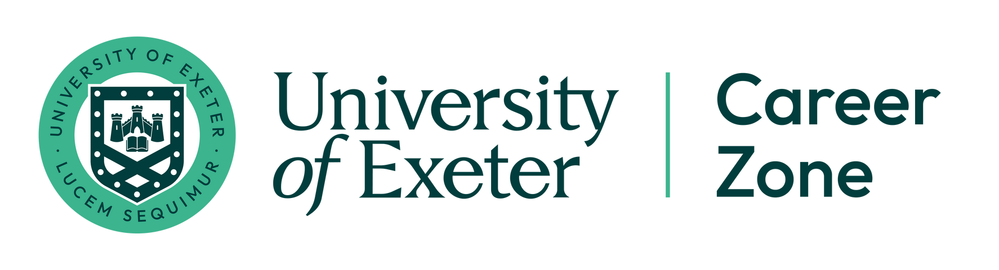 UNIVERSITY OF EXETER
· LUCEM SEQUIMUR ·
University
of Exeter
Career
Zone